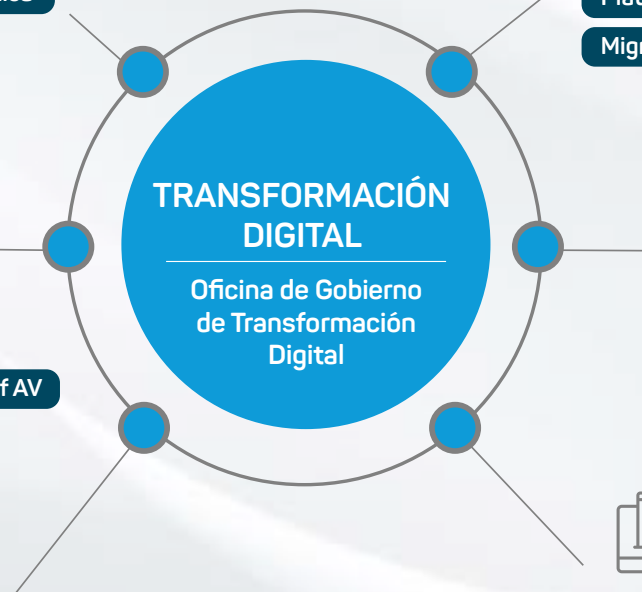 Migr
TRANSFORMACIÓN
DIGITAL
Oficina de Gobierno
de Transformación
Digital
f AV